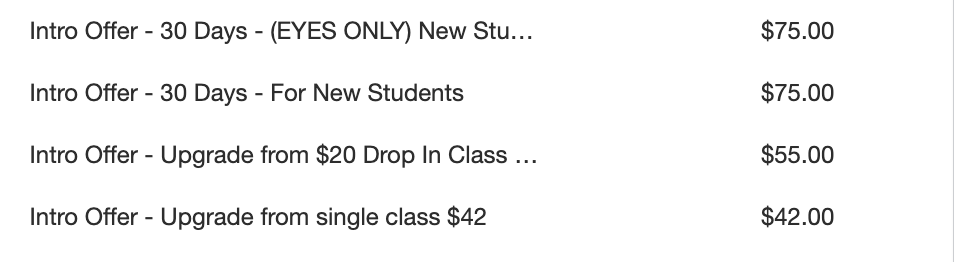 Intro Offer - 30 Days - (EYES ONLY) New Stu... $75.00
Intro Offer - 30 Days - For New Students $75.00
Intro Offer - Upgrade from $20 Drop In Class ... $55.00
Intro Offer - Upgrade from single class $42 $42.00